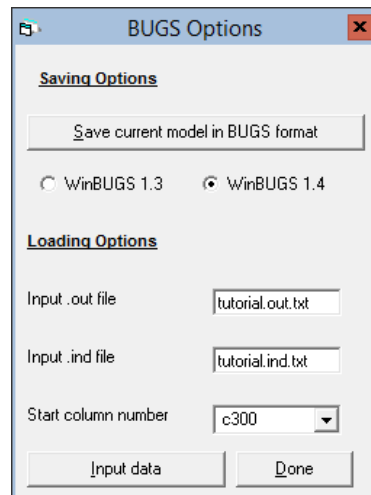 BUGS Options
Saving Options
Save current model in BUGS format
WinBUGS 1.3 WinBUGS 1.4
Loading Options
Input .out file tutorial.out.txt
Input .ind file tutorial.ind.txt
Start column number c300
Input data Done